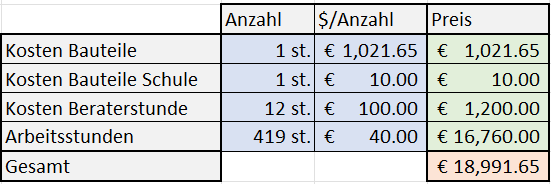 Anzahl $/Anzahl Preis
Kosten Bauteile 1 st. € 1,021.65 € 1,021.65
Kosten Bauteile Schule 1 st. € 10.00 € 10.00
Kosten Beraterstunde 12 st. € 100.00 € 1,200.00
Arbeitsstunden 419 st. € 40.00 € 16,760.00
Gesamt € 18,991.65